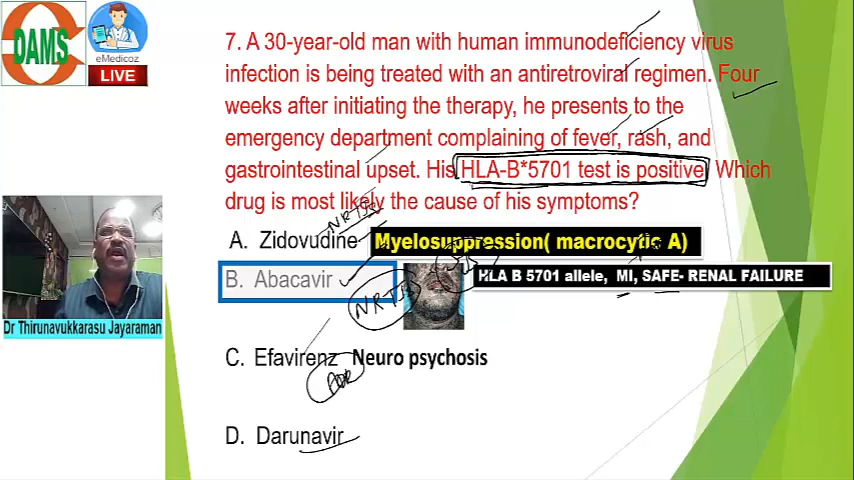 DAMS
eMedicoz
LIVE
7. A 30-year-old man with human immunodeficiency virus
infection is being treated with an antiretroviral regimen. Four
weeks after initiating the therapy, he presents to the
emergency department complaining of fever, rash, and
gastrointestinal upset. His HLA-B*5701 test is positive. Which
drug is most likely the cause of his symptoms?
NRTIs
A. Zidovudine Myelosuppression( macrocytic A)
B. Abacavir HLA B 5701 allele, MI, SAFE- RENAL FAILURE
NRTIs
Dr Thirunavukkarasu Jayaraman
C. Efavirenz Neuro psychosis
D. Darunavir